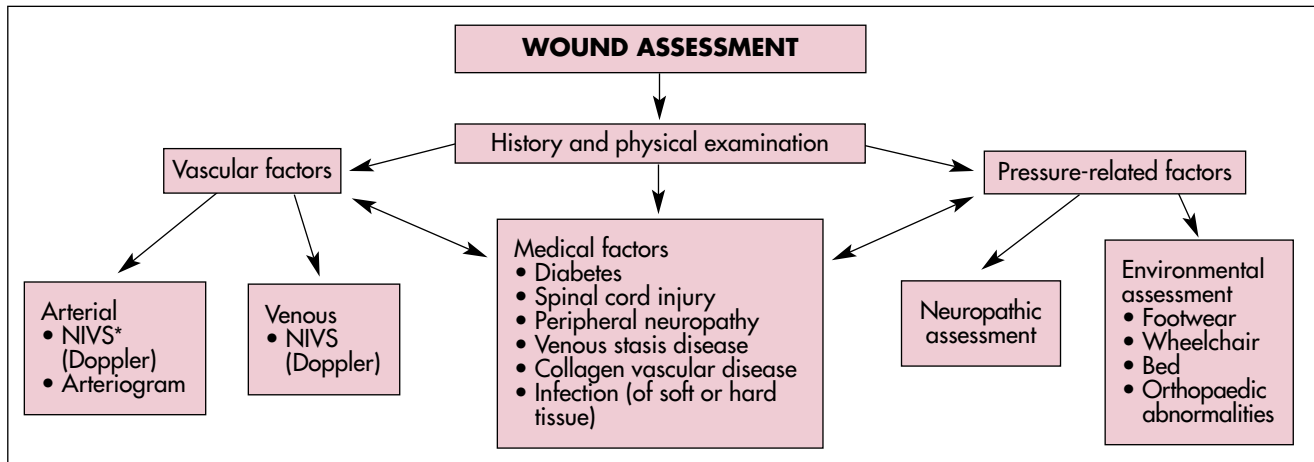 WOUND ASSESSMENT
History and physical examination
Vascular factors
Pressure-related factors
Arterial
• NIVS*
(Doppler)
• Arteriogram
Venous
• NIVS
(Doppler)
Medical factors
• Diabetes
• Spinal cord injury
• Peripheral neuropathy
• Venous stasis disease
• Collagen vascular disease
• Infection (of soft or hard
tissue)
Neuropathic
assessment
Environmental
assessment
• Footwear
• Wheelchair
• Bed
• Orthopaedic
abnormalities